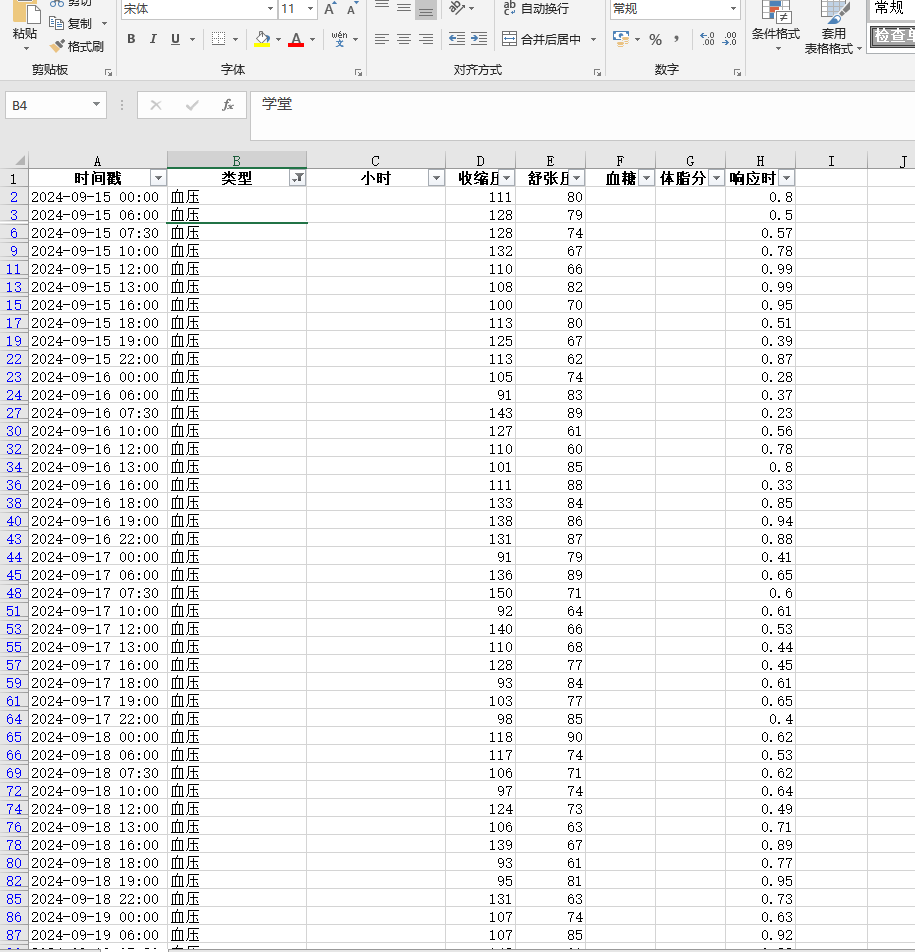 剪切
宋体 11 A A 自动换行 常规 常规
粘贴 复制
格式刷 B I U A wén 文 合并后居中 % , .0 .00 .00 .0 条件格式 套用 表格格式
剪贴板 字体 对齐方式 数字
B4 fx 学堂
A B C D E F G H I J
1 时间戳 类型 小时 收缩压 舒张压 血糖 体脂分 响应时
2 2024-09-15 00:00 血压 111 80 0.8
3 2024-09-15 06:00 血压 128 79 0.5
6 2024-09-15 07:30 血压 128 74 0.57
9 2024-09-15 10:00 血压 132 67 0.78
11 2024-09-15 12:00 血压 110 66 0.99
13 2024-09-15 13:00 血压 108 82 0.99
15 2024-09-15 16:00 血压 100 70 0.95
17 2024-09-15 18:00 血压 113 80 0.51
19 2024-09-15 19:00 血压 125 67 0.39
22 2024-09-15 22:00 血压 113 62 0.87
23 2024-09-16 00:00 血压 105 74 0.28
24 2024-09-16 06:00 血压 91 83 0.37
27 2024-09-16 07:30 血压 143 89 0.23
30 2024-09-16 10:00 血压 127 61 0.56
32 2024-09-16 12:00 血压 110 60 0.78
34 2024-09-16 13:00 血压 101 85 0.8
36 2024-09-16 16:00 血压 111 88 0.33
38 2024-09-16 18:00 血压 133 84 0.85
40 2024-09-16 19:00 血压 138 86 0.94
43 2024-09-16 22:00 血压 131 87 0.88
44 2024-09-17 00:00 血压 91 79 0.41
45 2024-09-17 06:00 血压 136 89 0.65
48 2024-09-17 07:30 血压 150 71 0.6
51 2024-09-17 10:00 血压 92 64 0.61
53 2024-09-17 12:00 血压 140 66 0.53
55 2024-09-17 13:00 血压 110 68 0.44
57 2024-09-17 16:00 血压 128 77 0.45
59 2024-09-17 18:00 血压 93 84 0.61
61 2024-09-17 19:00 血压 103 77 0.65
64 2024-09-17 22:00 血压 98 85 0.4
65 2024-09-18 00:00 血压 118 90 0.62
66 2024-09-18 06:00 血压 117 74 0.53
69 2024-09-18 07:30 血压 106 71 0.62
72 2024-09-18 10:00 血压 97 74 0.64
74 2024-09-18 12:00 血压 124 73 0.49
76 2024-09-18 13:00 血压 106 63 0.71
78 2024-09-18 16:00 血压 139 67 0.89
80 2024-09-18 18:00 血压 93 61 0.77
82 2024-09-18 19:00 血压 95 81 0.95
85 2024-09-18 22:00 血压 131 63 0.73
86 2024-09-19 00:00 血压 107 74 0.63
87 2024-09-19 06:00 血压 107 85 0.92